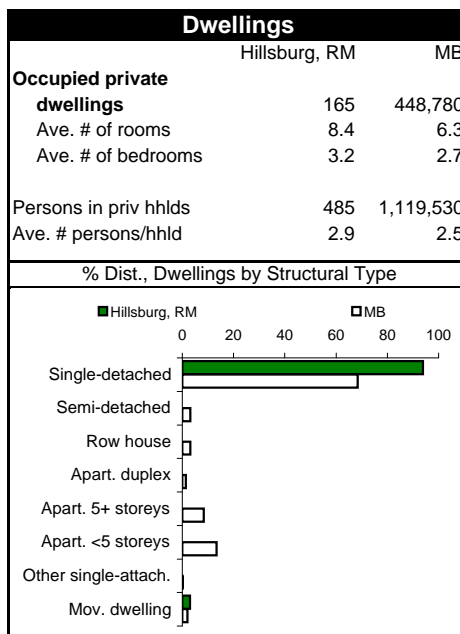 Dwellings
Hillsburg, RM MB
Occupied private
dwellings 165 448,780
Ave. # of rooms 8.4 6.3
Ave. # of bedrooms 3.2 2.7
Persons in priv hhlds 485 1,119,530
Ave. # persons/hhld 2.9 2.5
% Dist., Dwellings by Structural Type
Hillsburg, RM MB
0 20 40 60 80 100
Single-detached
Semi-detached
Row house
Apart. duplex
Apart. 5+ storeys
Apart. <5 storeys
Other single-attach.
Mov. dwelling